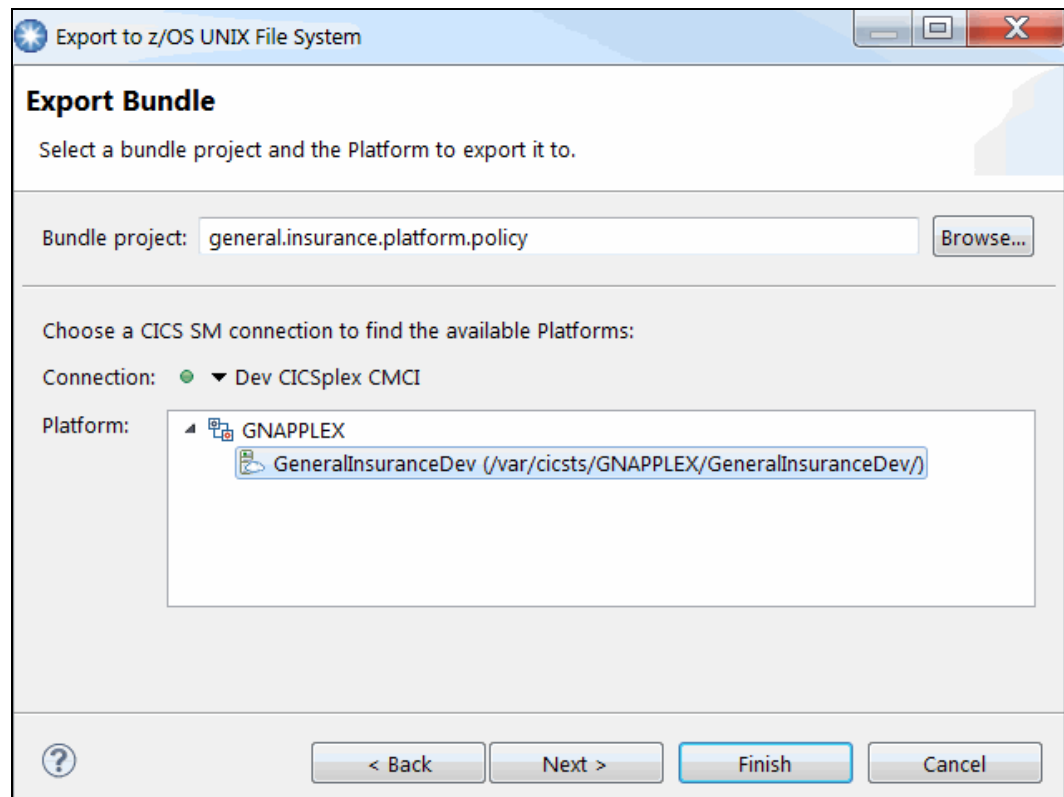 Export to z/OS UNIX File System
Export Bundle
Select a bundle project and the Platform to export it to.
Bundle project: general.insurance.platform.policy Browse...
Choose a CICS SM connection to find the available Platforms:
Connection: Dev CICSplex CMCI
Platform: GNAPPLEX
GeneralInsuranceDev (/var/cicsts/GNAPPLEX/GeneralInsuranceDev/)
? < Back Next > Finish Cancel